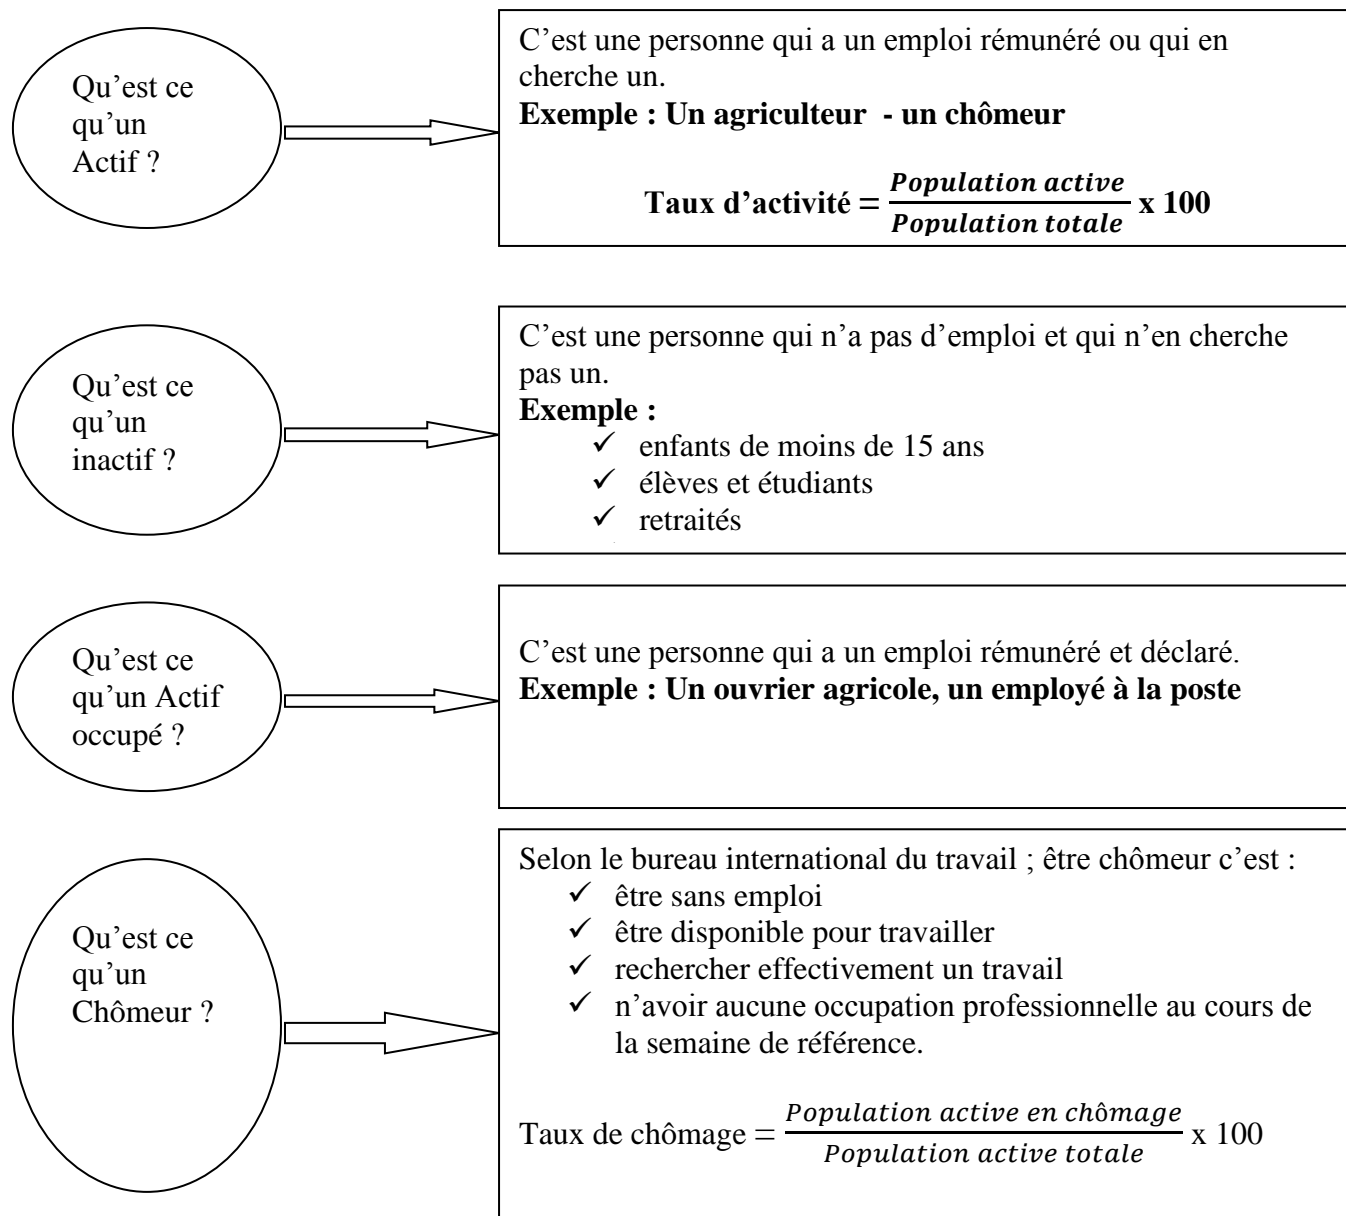 Qu’est ce
qu’un
Actif ?
C’est une personne qui a un emploi rémunéré ou qui en
cherche un.
Exemple : Un agriculteur - un chômeur
Taux d’activité = Population active / Population totale x 100
Qu’est ce
qu’un
inactif ?
C’est une personne qui n’a pas d’emploi et qui n’en cherche
pas un.
Exemple :
✓ enfants de moins de 15 ans
✓ élèves et étudiants
✓ retraités
Qu’est ce
qu’un Actif
occupé ?
C’est une personne qui a un emploi rémunéré et déclaré.
Exemple : Un ouvrier agricole, un employé à la poste
Qu’est ce
qu’un
Chômeur ?
Selon le bureau international du travail ; être chômeur c’est :
✓ être sans emploi
✓ être disponible pour travailler
✓ rechercher effectivement un travail
✓ n’avoir aucune occupation professionnelle au cours de
la semaine de référence.
Taux de chômage = Population active en chômage / Population active totale x 100